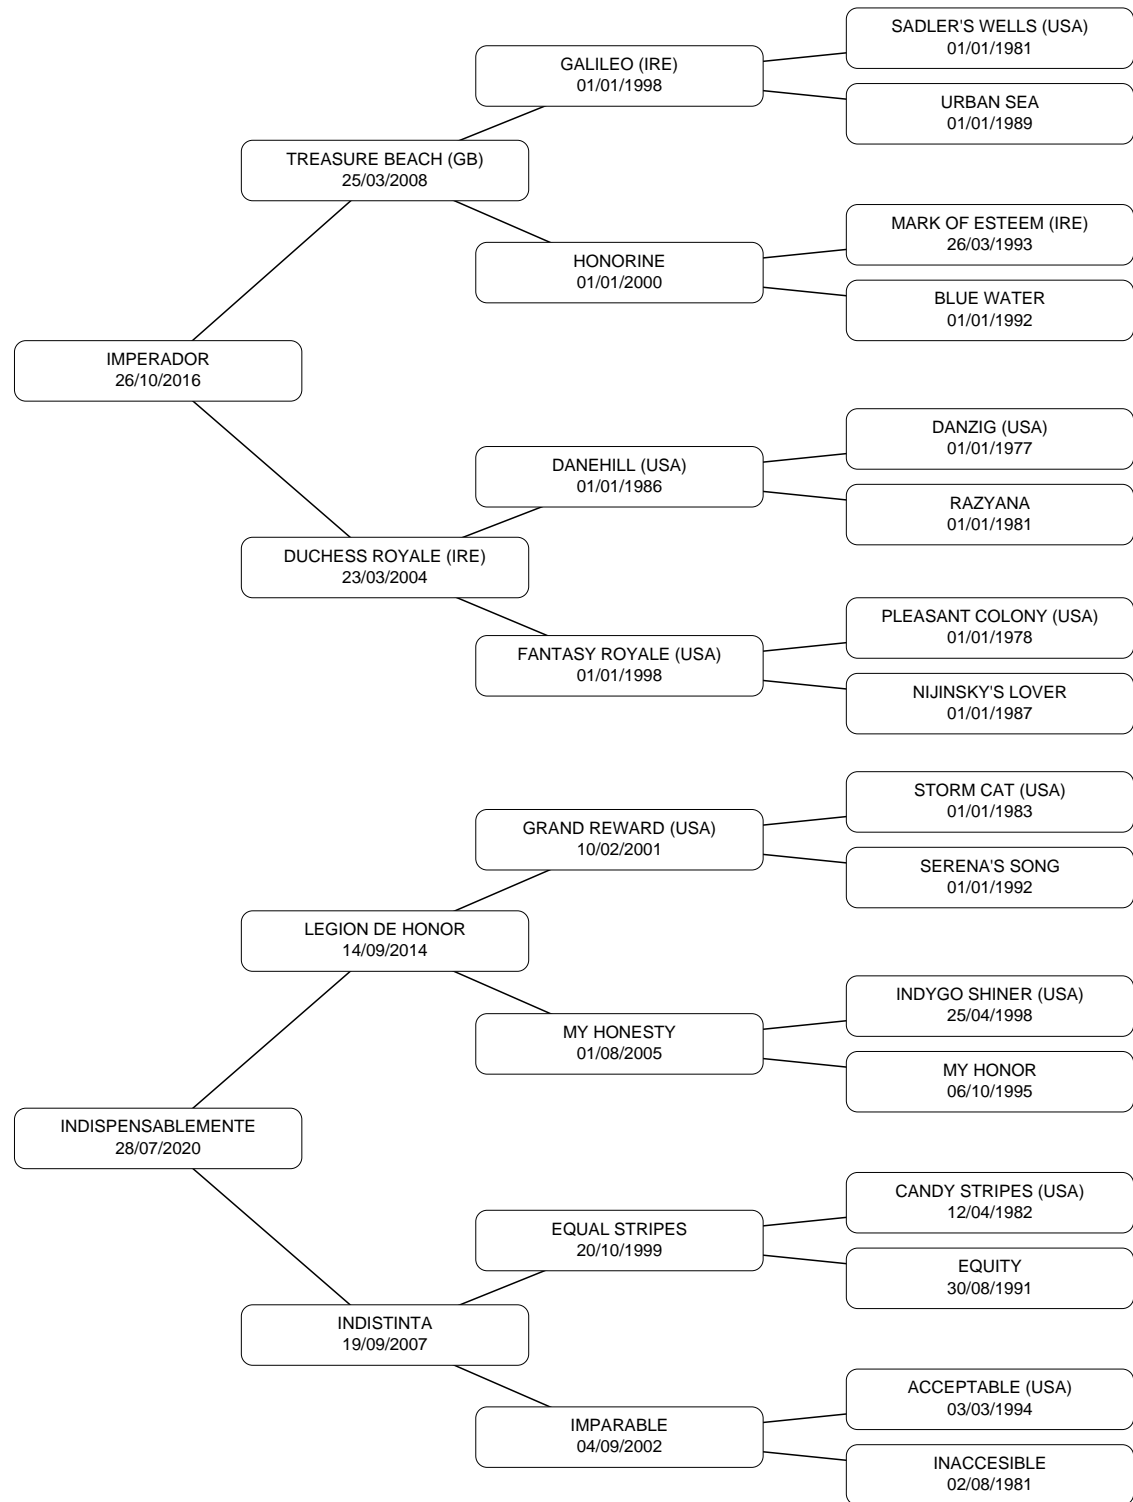 SADLER'S WELLS (USA)
01/01/1981
GALILEO (IRE)
01/01/1998
URBAN SEA
01/01/1989
TREASURE BEACH (GB)
25/03/2008
MARK OF ESTEEM (IRE)
26/03/1993
HONORINE
01/01/2000
BLUE WATER
01/01/1992
IMPERADOR
26/10/2016
DANZIG (USA)
01/01/1977
DANEHILL (USA)
01/01/1986
RAZYANA
01/01/1981
DUCHESS ROYALE (IRE)
23/03/2004
PLEASANT COLONY (USA)
01/01/1978
FANTASY ROYALE (USA)
01/01/1998
NIJINSKY'S LOVER
01/01/1987
STORM CAT (USA)
01/01/1983
GRAND REWARD (USA)
10/02/2001
SERENA'S SONG
01/01/1992
LEGION DE HONOR
14/09/2014
INDYGO SHINER (USA)
25/04/1998
MY HONESTY
01/08/2005
MY HONOR
06/10/1995
INDISPENSABLEMENTE
28/07/2020
CANDY STRIPES (USA)
12/04/1982
EQUAL STRIPES
20/10/1999
EQUITY
30/08/1991
INDISTINTA
19/09/2007
ACCEPTABLE (USA)
03/03/1994
IMPARABLE
04/09/2002
INACCESIBLE
02/08/1981